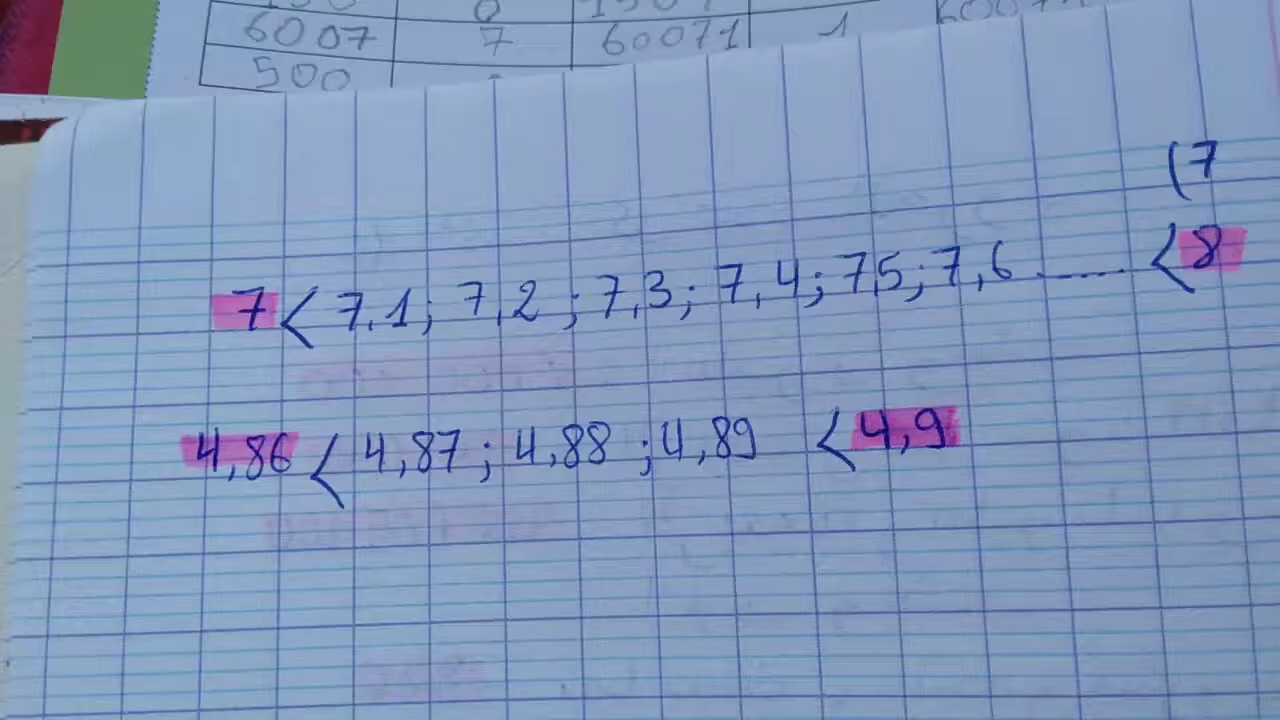 6007 7 60071 1
500
(7
7 < 7,1 ; 7,2 ; 7,3 ; 7,4 ; 7,5 ; 7,6 ........ < 8
4,86 < 4,87 ; 4,88 ; 4,89 < 4,9